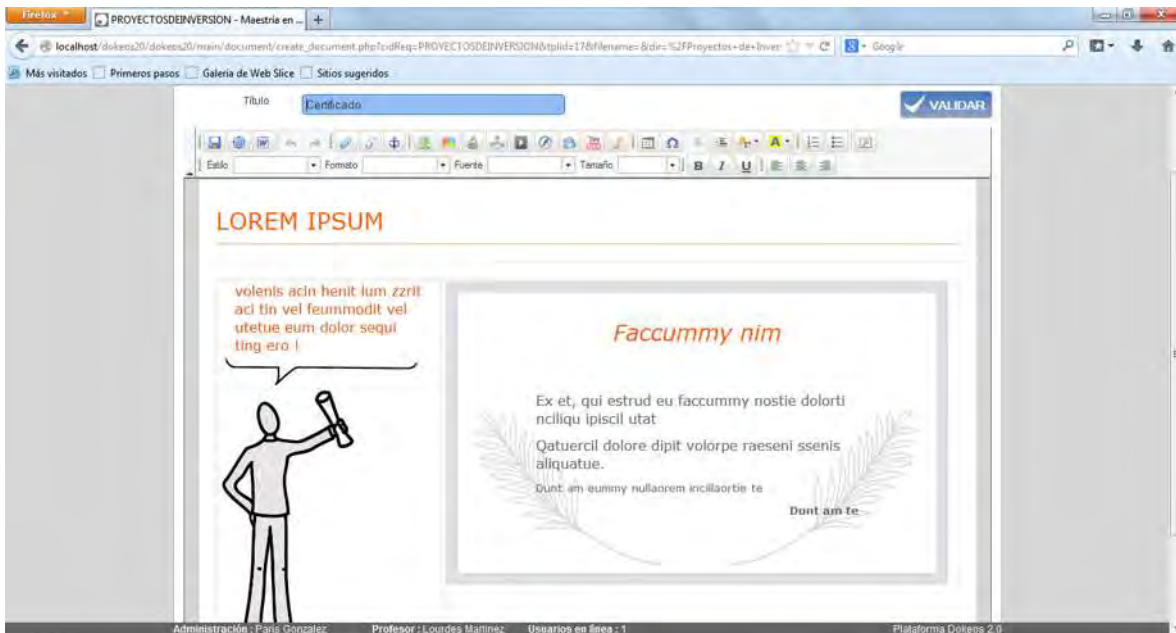 Firefox
PROYECTOSDEINVERSION - Maestria en ...
localhost/dokeos20/dokeos20/main/document/create_document.php?cidReq=PROYECTOSDEINVERSION&tplid=17&filename=&dir=%2FProyectos+de+Inver
Google
Más visitados Primeros pasos Galería de Web Slice Sitios sugeridos
Título Certificado VALIDAR
Estilo Formato Fuente Tamaño B I U
LOREM IPSUM
volenis acin henit ium zzrit
aci tin vel feummodit vel
utetue eum dolor sequi
ting ero !
Faccummy nim
Ex et, qui estrud eu faccummy nostie dolorti
nciliqu ipiscil utat
Qatuercil dolore dipit volorpe raeseni ssenis
aliquatue.
Dunt am eummy nullaorem incillaortie te
Dunt am te
Administración : Paris Gonzalez Profesor : Lourdes Martinez Usuarios en línea : 1 Plataforma Dokeos 2.0